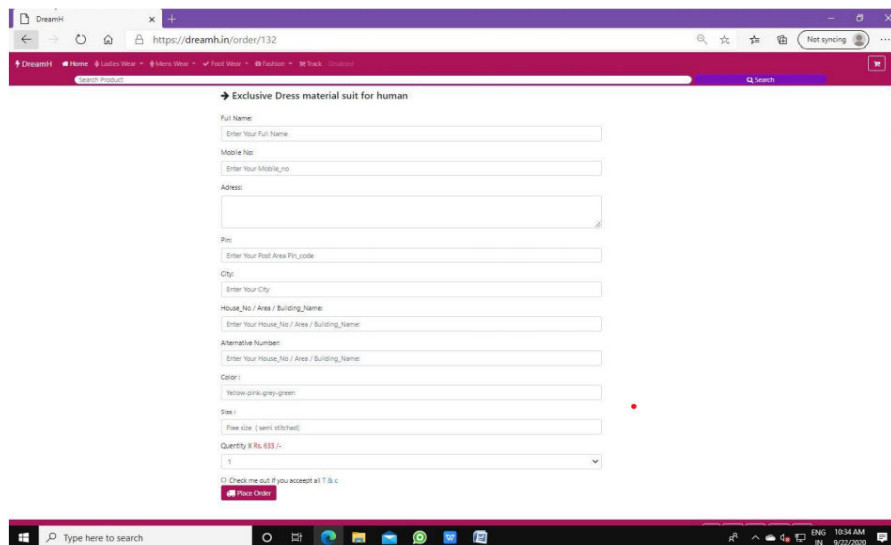 DreamH
https://dreamh.in/order/132
Not syncing
DreamH Home Ladies Wear Mens Wear Foot Wear Fashion Track Disabled
Search Product Search
Exclusive Dress material suit for human
Full Name:
Enter Your Full Name
Mobile No:
Enter Your Mobile_no
Adress:
Pin:
Enter Your Post Area Pin_code
City:
Enter Your City
House_No / Area / Building_Name:
Enter Your House_No / Area / Building_Name:
Alternative Number:
Enter Your House_No / Area / Building_Name:
Color :
Yellow-pink-grey-green
Size :
Free size ( semi stitched)
Quentity X Rs. 633 /-
1
Check me out if you acceept all T & c
Place Order
Type here to search
ENG 10:34 AM
IN 9/22/2020